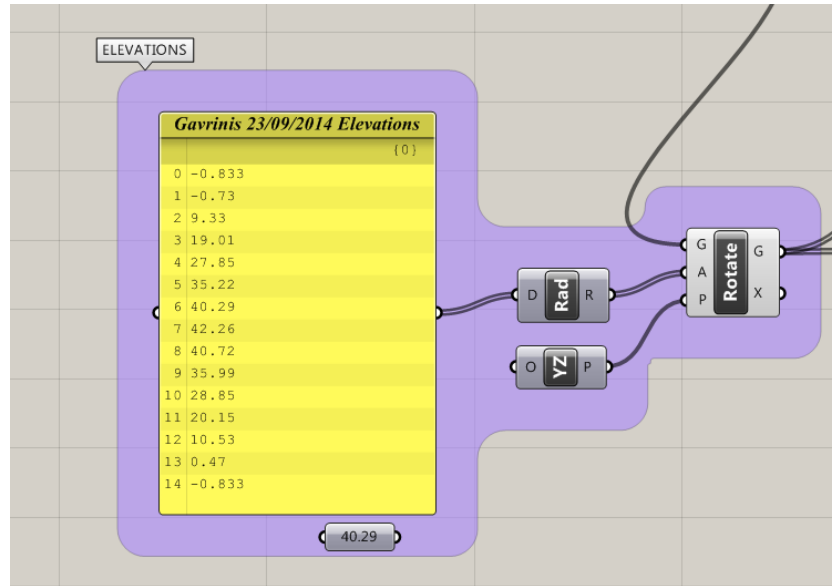 ELEVATIONS
Gavrinis 23/09/2014 Elevations
{0}
0 -0.833
1 -0.73
2 9.33
3 19.01
4 27.85
5 35.22
6 40.29
7 42.26
8 40.72
9 35.99
10 28.85
11 20.15
12 10.53
13 0.47
14 -0.833
40.29
D Rad R
O YZ P
G
A
P
Rotate
G
X